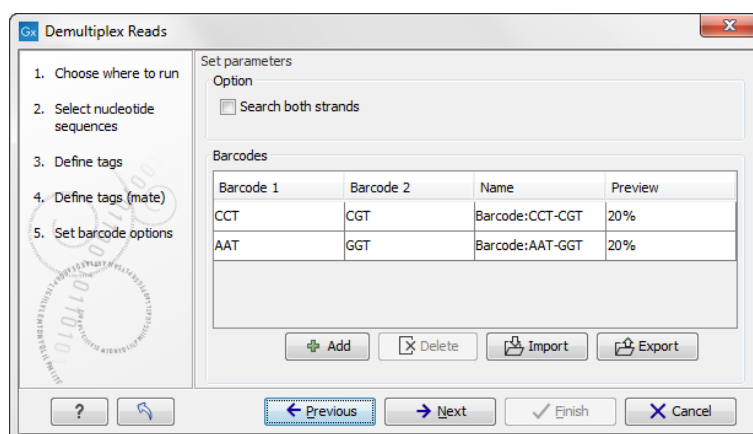 Gx Demultiplex Reads
1. Choose where to run
2. Select nucleotide
sequences
3. Define tags
4. Define tags (mate)
5. Set barcode options
Set parameters
Option
Search both strands
Barcodes
Barcode 1 Barcode 2 Name Preview
CCT CGT Barcode:CCT-CGT 20%
AAT GGT Barcode:AAT-GGT 20%
Add Delete Import Export
? Previous Next Finish Cancel